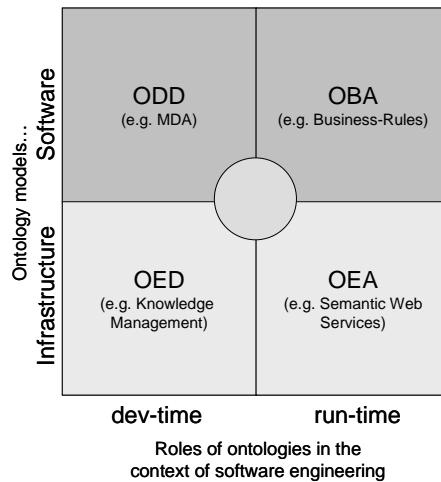 Ontology models…
Software
Infrastructure
ODD
(e.g. MDA)
OBA
(e.g. Business-Rules)
OED
(e.g. Knowledge
Management)
OEA
(e.g. Semantic Web
Services)
dev-time
run-time
Roles of ontologies in the
context of software engineering